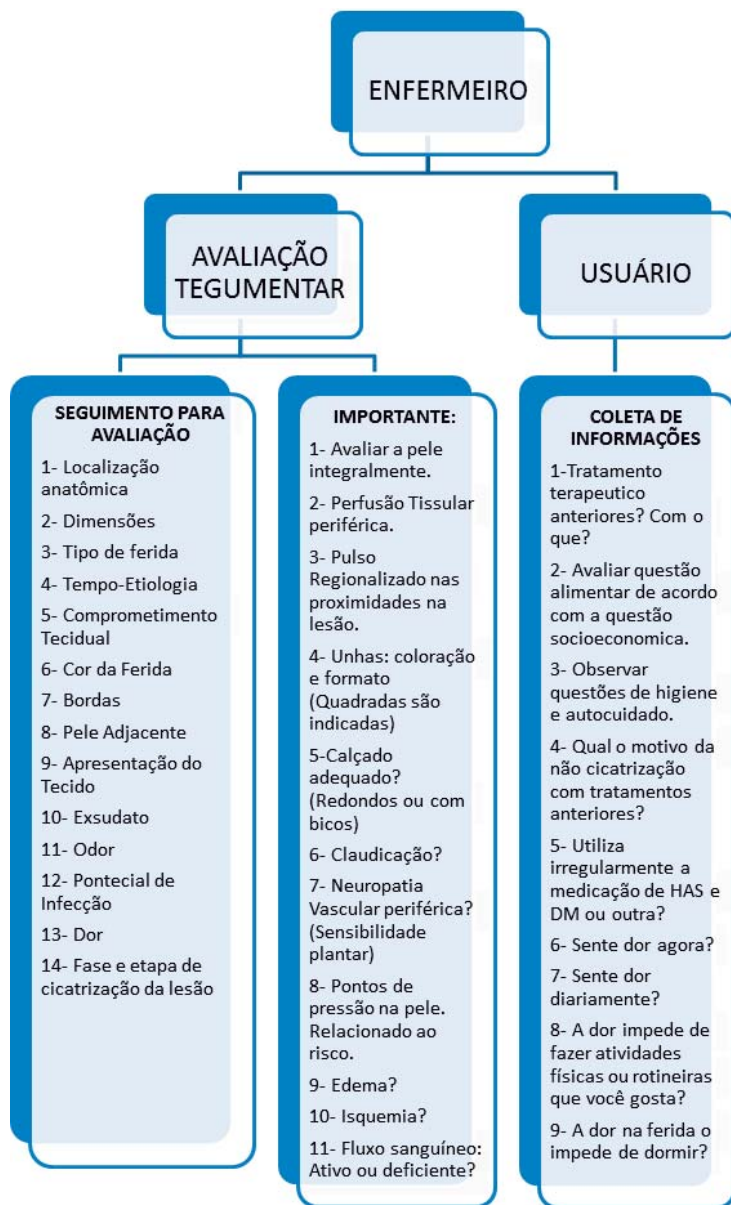 ENFERMEIRO
AVALIAÇÃO
TEGUMENTAR
USUÁRIO
SEGUIMENTO PARA
AVALIAÇÃO
1- Localização
anatômica
2- Dimensões
3- Tipo de ferida
4- Tempo-Etiologia
5- Comprometimento
Tecidual
6- Cor da Ferida
7- Bordas
8- Pele Adjacente
9- Apresentação do
Tecido
10- Exsudato
11- Odor
12- Pontecial de
Infecção
13- Dor
14- Fase e etapa de
cicatrização da lesão
IMPORTANTE:
1- Avaliar a pele
integralmente.
2- Perfusão Tissular
periférica.
3- Pulso
Regionalizado nas
proximidades na
lesão.
4- Unhas: coloração
e formato
(Quadradas são
indicadas)
5-Calçado
adequado?
(Redondos ou com
bicos)
6- Claudicação?
7- Neuropatia
Vascular periférica?
(Sensibilidade
plantar)
8- Pontos de
pressão na pele.
Relacionado ao
risco.
9- Edema?
10- Isquemia?
11- Fluxo sanguíneo:
Ativo ou deficiente?
COLETA DE
INFORMAÇÕES
1-Tratamento
terapeutico
anteriores? Com o
que?
2- Avaliar questão
alimentar de acordo
com a questão
socioeconomica.
3- Observar
questões de higiene
e autocuidado.
4- Qual o motivo da
não cicatrização
com tratamentos
anteriores?
5- Utiliza
irregularmente a
medicação de HAS e
DM ou outra?
6- Sente dor agora?
7- Sente dor
diariamente?
8- A dor impede de
fazer atividades
físicas ou rotineiras
que você gosta?
9- A dor na ferida o
impede de dormir?